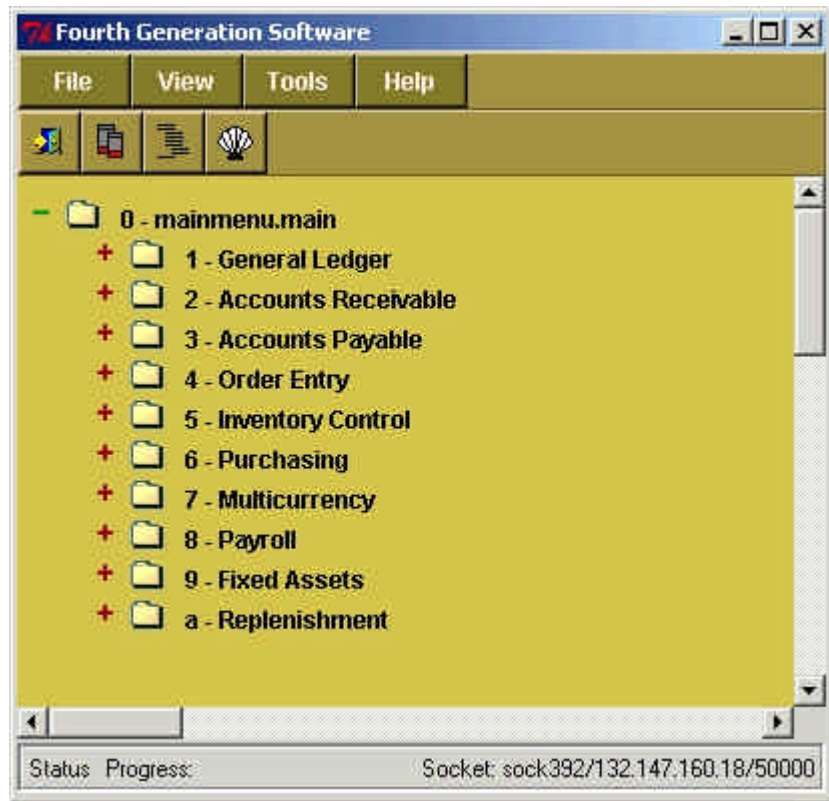 Fourth Generation Software
File View Tools Help
0 - mainmenu.main
1 - General Ledger
2 - Accounts Receivable
3 - Accounts Payable
4 - Order Entry
5 - Inventory Control
6 - Purchasing
7 - Multicurrency
8 - Payroll
9 - Fixed Assets
a - Replenishment
Status Progress: Socket: sock392/132.147.160.18/50000